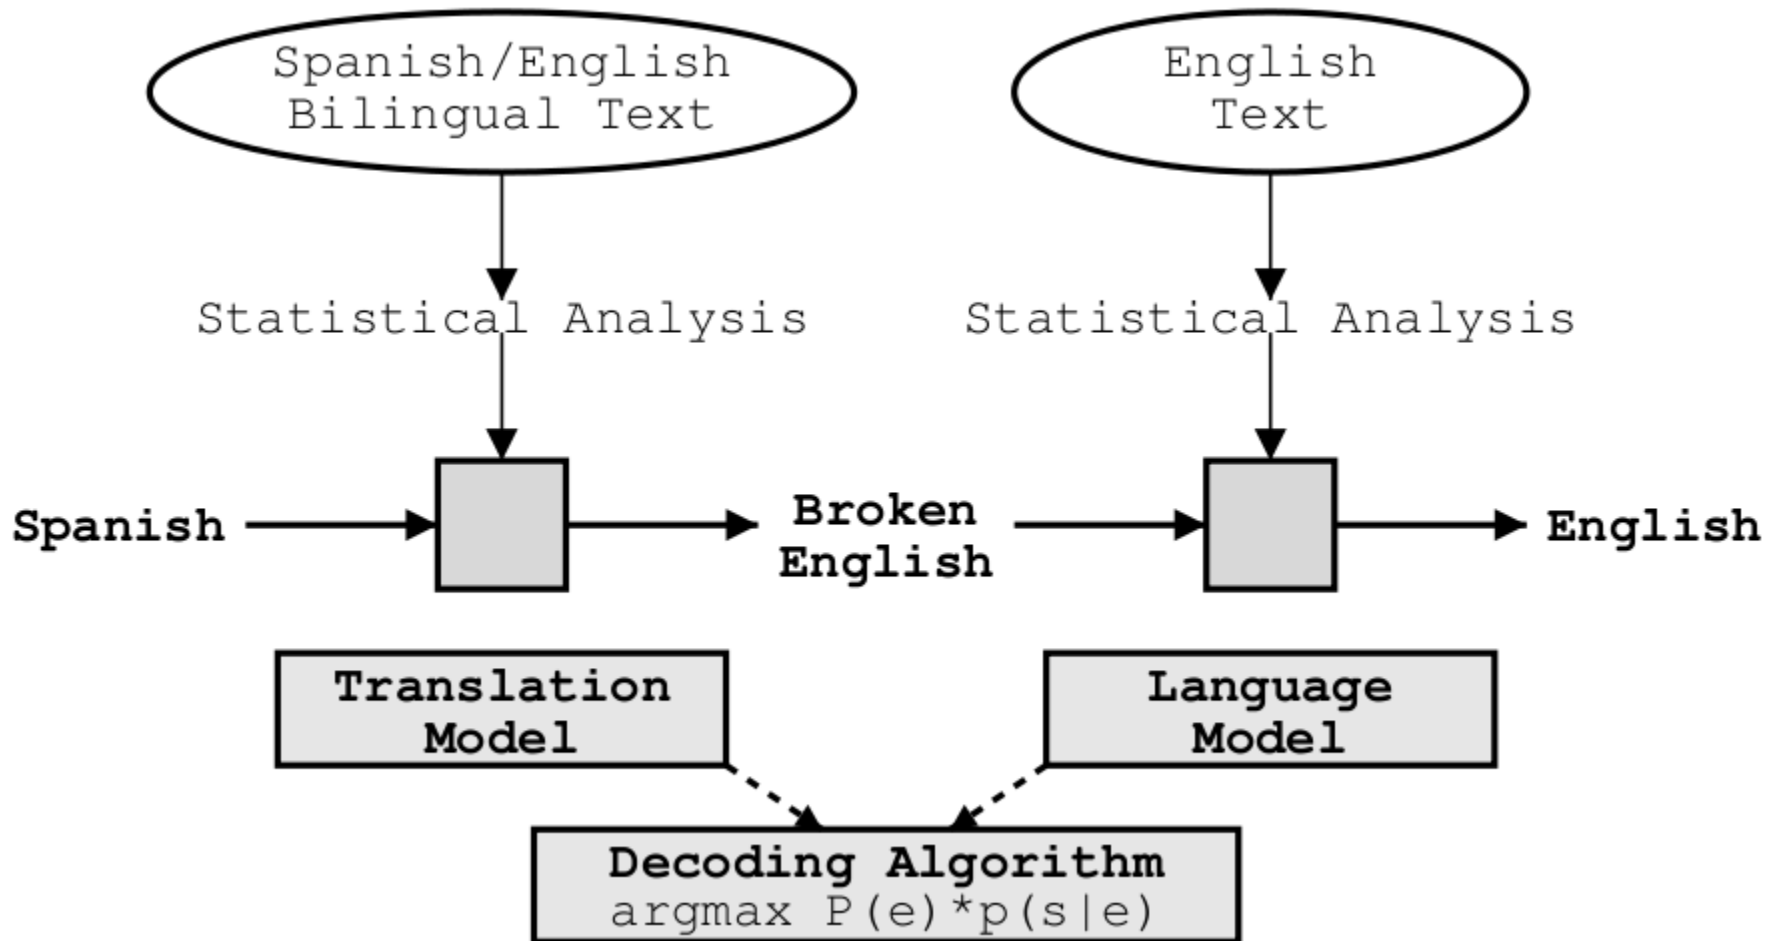 Spanish/English
Bilingual Text
English
Text
Statistical Analysis
Statistical Analysis
Spanish
Broken
English
English
Translation
Model
Language
Model
Decoding Algorithm
argmax P(e)*p(s|e)